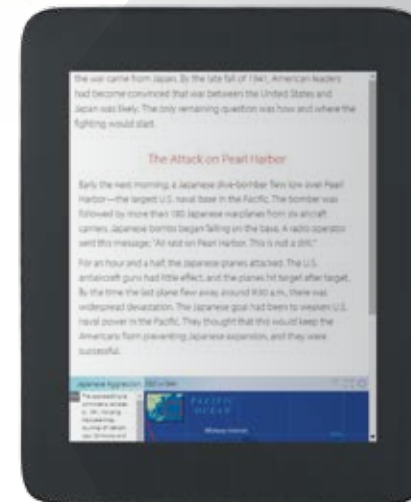 the war came from Japan. By the late fall of 1941, American leaders
had become convinced that war between the United States and
Japan was likely. The only remaining question was how and where the
fighting would start.
The Attack on Pearl Harbor
Early the next morning, a Japanese dive-bomber flew low over Pearl
Harbor—the largest U.S. naval base in the Pacific. The bomber was
followed by more than 180 Japanese warplanes from six aircraft
carriers. Japanese bombs began falling on the base. A radio operator
sent this message: "Air raid on Pearl Harbor. This is not a drill."
For an hour and a half, the Japanese planes attacked. The U.S.
antiaircraft guns had little effect, and the planes hit target after target.
By the time the last plane flew away around 9:30 a.m., there was
widespread devastation. The Japanese goal had been to weaken U.S.
naval power in the Pacific. They thought that this would keep the
Americans from preventing Japanese expansion, and they were
successful.
Japanese Aggression,
PACIFIC
OCEAN